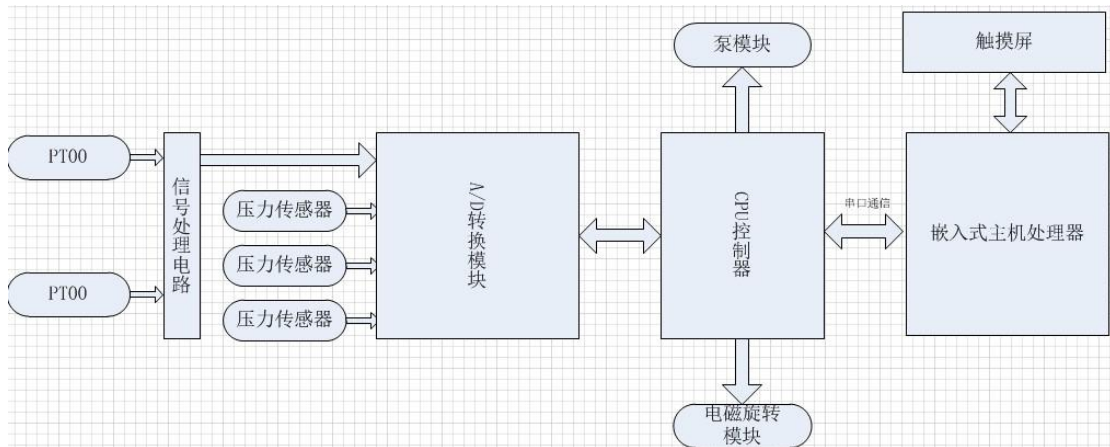 泵模块
触摸屏
PT00
信号处理电路
压力传感器
A/D转换模块
CPU控制器
串口通信
嵌入式主机处理器
压力传感器
PT00
压力传感器
电磁旋转
模块